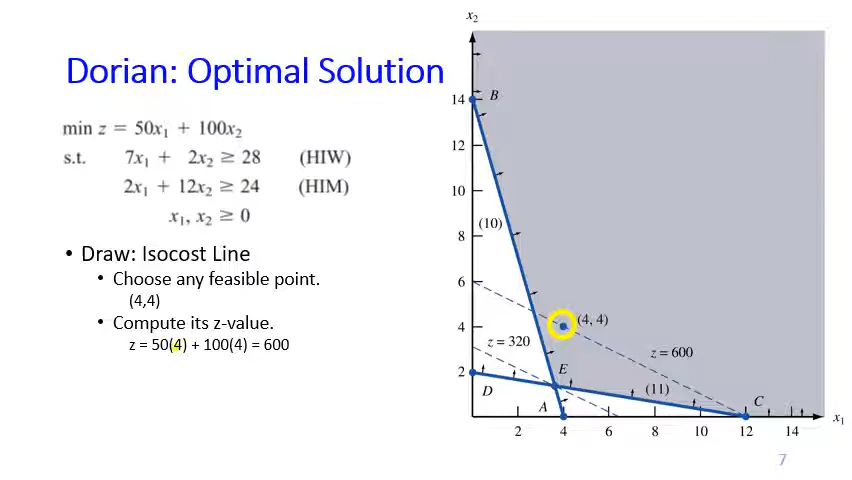 Dorian: Optimal Solution
min z = 50x₁ + 100x₂
s.t. 7x₁ + 2x₂ ≥ 28 (HIW)
2x₁ + 12x₂ ≥ 24 (HIM)
x₁, x₂ ≥ 0
• Draw: Isocost Line
• Choose any feasible point.
(4,4)
• Compute its z-value.
z = 50(4) + 100(4) = 600
x₂
14 B
12
10
(10)
8
6
4 (4, 4)
z = 320
z = 600
2 E
D (11) C
A
x₁
2 4 6 8 10 12 14
7